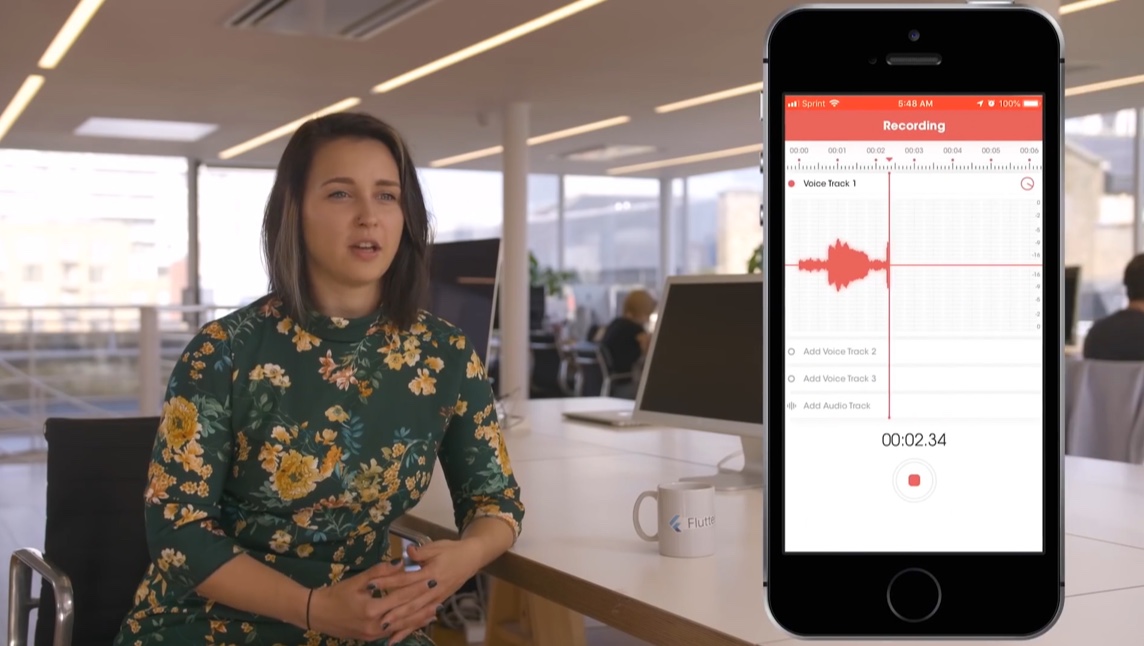 Flutte
Sprint 5:48 AM 100%
Recording
00:00 00:01 00:02 00:03 00:04 00:05 00:06
Voice Track 1
0
-2
Add Voice Track 2
Add Voice Track 3
Add Audio Track
00:02.34